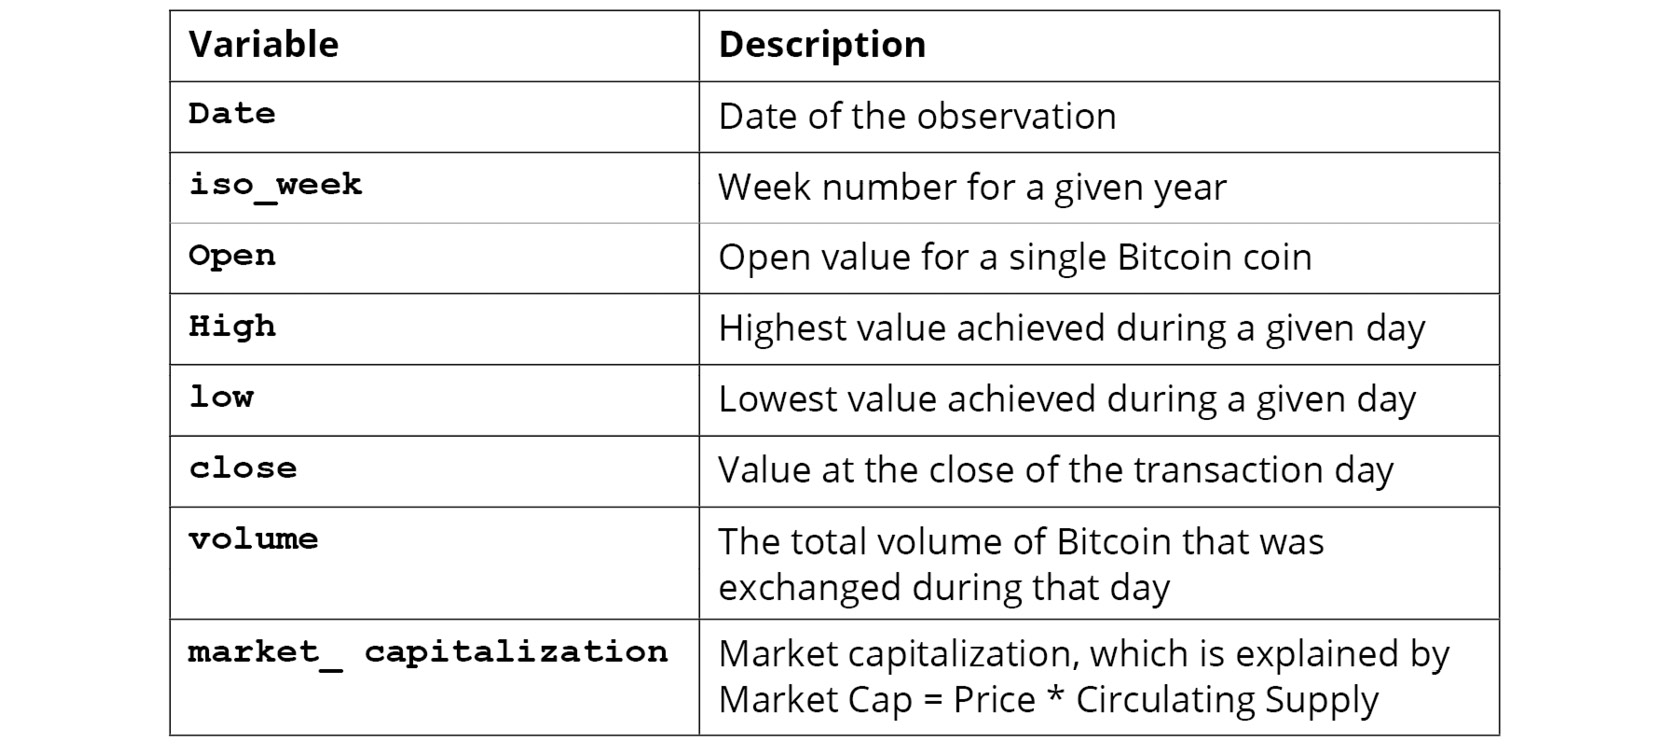 Variable Description
Date Date of the observation
iso_week Week number for a given year
Open Open value for a single Bitcoin coin
High Highest value achieved during a given day
low Lowest value achieved during a given day
close Value at the close of the transaction day
volume The total volume of Bitcoin that was
exchanged during that day
market_ capitalization Market capitalization, which is explained by
Market Cap = Price * Circulating Supply